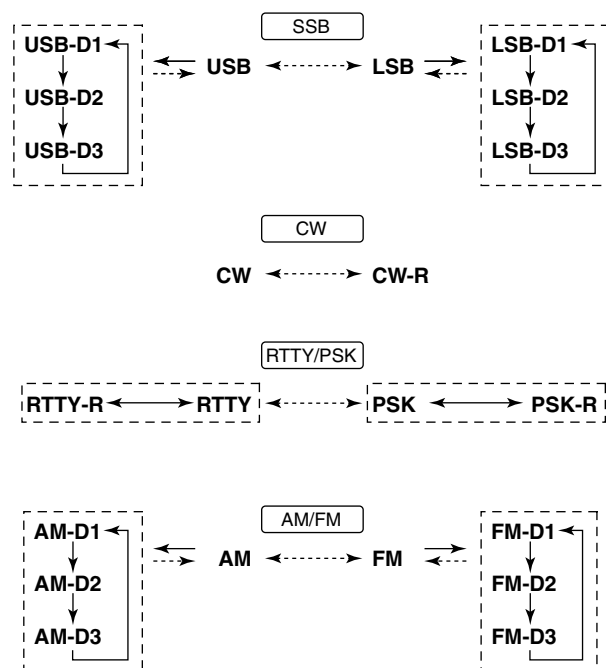 SSB
USB-D1
USB-D2
USB-D3
USB
LSB
LSB-D1
LSB-D2
LSB-D3
CW
CW
CW-R
RTTY/PSK
RTTY-R
RTTY
PSK
PSK-R
AM/FM
AM-D1
AM-D2
AM-D3
AM
FM
FM-D1
FM-D2
FM-D3